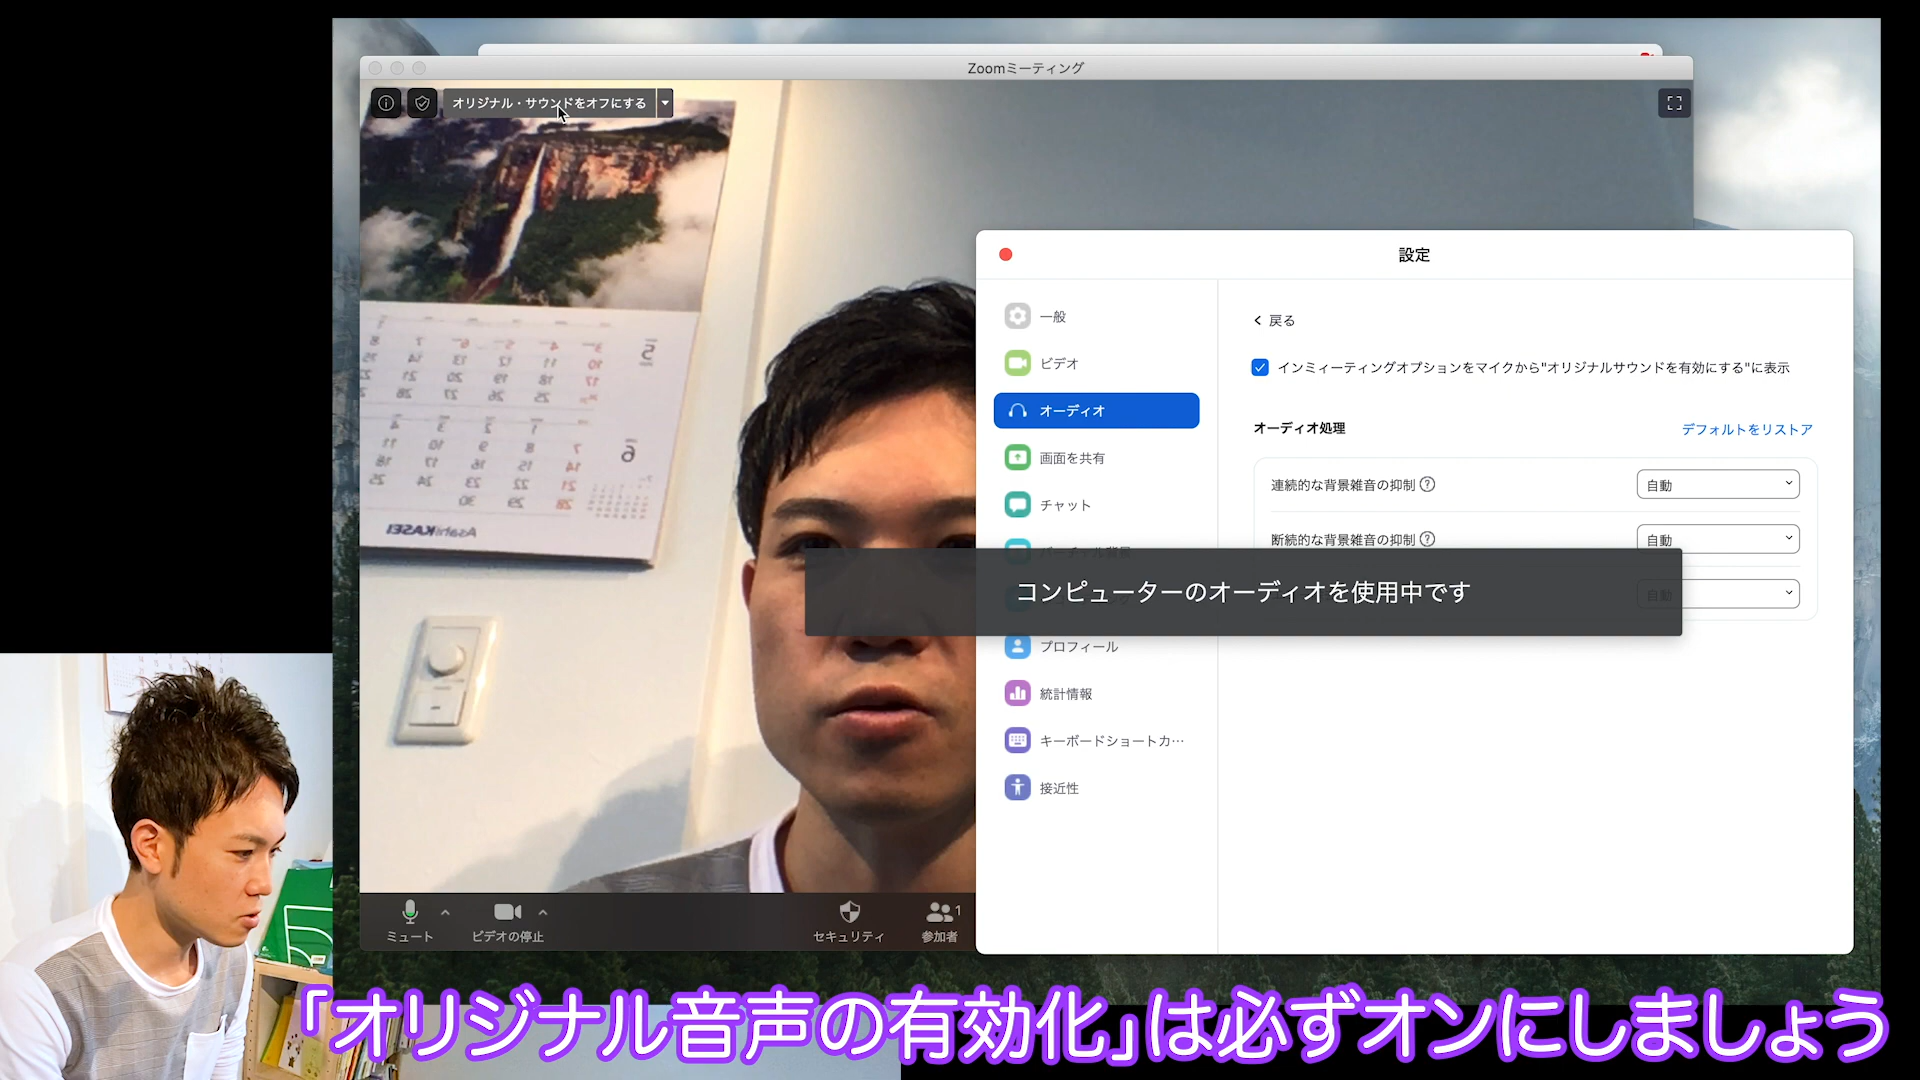 Zoomミーティング
オリジナル・サウンドをオフにする
設定
一般
ビデオ
オーディオ
画面を共有
チャット
バーチャル背景
プロフィール
統計情報
キーボードショートカ…
接近性
戻る
インミィーティングオプションをマイクから"オリジナルサウンドを有効にする"に表示
オーディオ処理
デフォルトをリストア
連続的な背景雑音の抑制
自動
断続的な背景雑音の抑制
自動
自動
コンピューターのオーディオを使用中です
ミュート
ビデオの停止
セキュリティ
1
参加者
「オリジナル音声の有効化」は必ずオンにしましょう